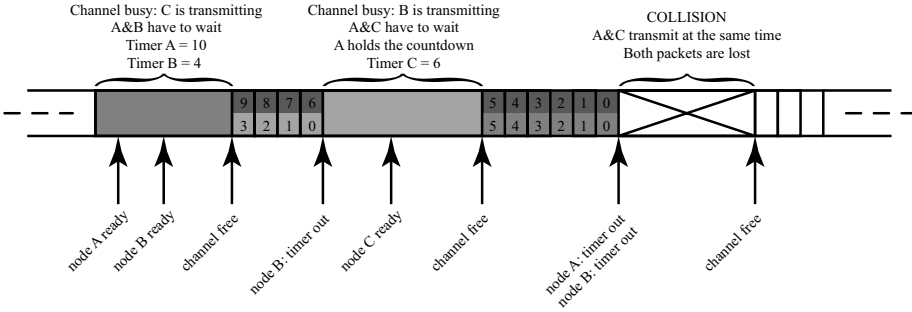 Channel busy: C is transmitting
A&B have to wait
Timer A = 10
Timer B = 4
Channel busy: B is transmitting
A&C have to wait
A holds the countdown
Timer C = 6
COLLISION
A&C transmit at the same time
Both packets are lost
9 8 7 6
3 2 1 0
5 4 3 2 1 0
5 4 3 2 1 0
node A ready
node B ready
channel free
node B: timer out
node C ready
channel free
node A: timer out
node B: timer out
channel free